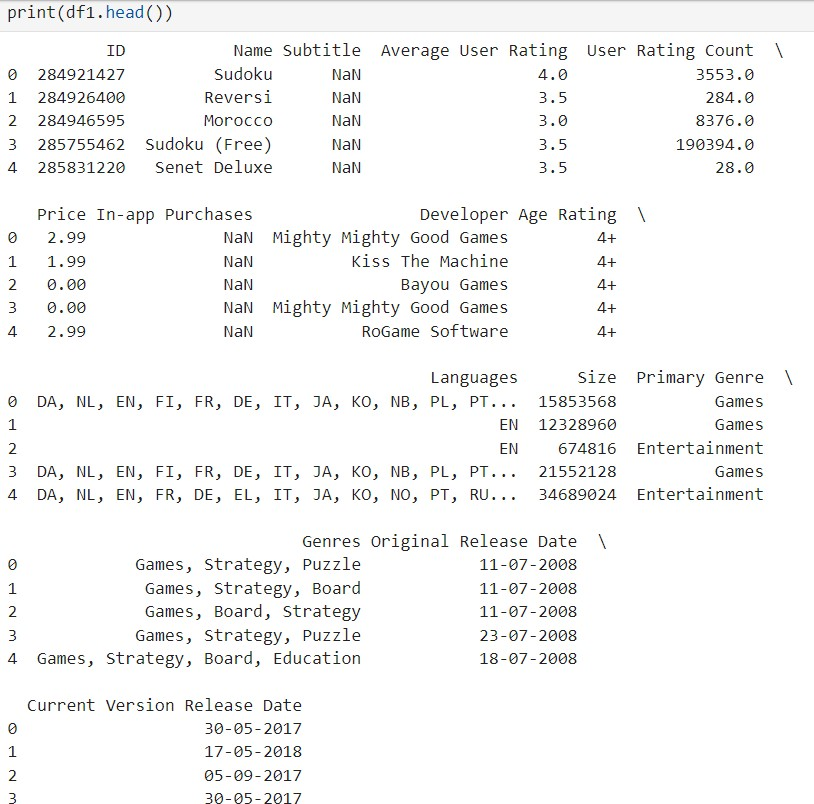 print(df1.head())
ID Name Subtitle Average User Rating User Rating Count \
0 284921427 Sudoku NaN 4.0 3553.0
1 284926400 Reversi NaN 3.5 284.0
2 284946595 Morocco NaN 3.0 8376.0
3 285755462 Sudoku (Free) NaN 3.5 190394.0
4 285831220 Senet Deluxe NaN 3.5 28.0
Price In-app Purchases Developer Age Rating \
0 2.99 NaN Mighty Mighty Good Games 4+
1 1.99 NaN Kiss The Machine 4+
2 0.00 NaN Bayou Games 4+
3 0.00 NaN Mighty Mighty Good Games 4+
4 2.99 NaN RoGame Software 4+
Languages Size Primary Genre \
0 DA, NL, EN, FI, FR, DE, IT, JA, KO, NB, PL, PT... 15853568 Games
1 EN 12328960 Games
2 EN 674816 Entertainment
3 DA, NL, EN, FI, FR, DE, IT, JA, KO, NB, PL, PT... 21552128 Games
4 DA, NL, EN, FR, DE, EL, IT, JA, KO, NO, PT, RU... 34689024 Entertainment
Genres Original Release Date \
0 Games, Strategy, Puzzle 11-07-2008
1 Games, Strategy, Board 11-07-2008
2 Games, Board, Strategy 11-07-2008
3 Games, Strategy, Puzzle 23-07-2008
4 Games, Strategy, Board, Education 18-07-2008
Current Version Release Date
0 30-05-2017
1 17-05-2018
2 05-09-2017
3 30-05-2017